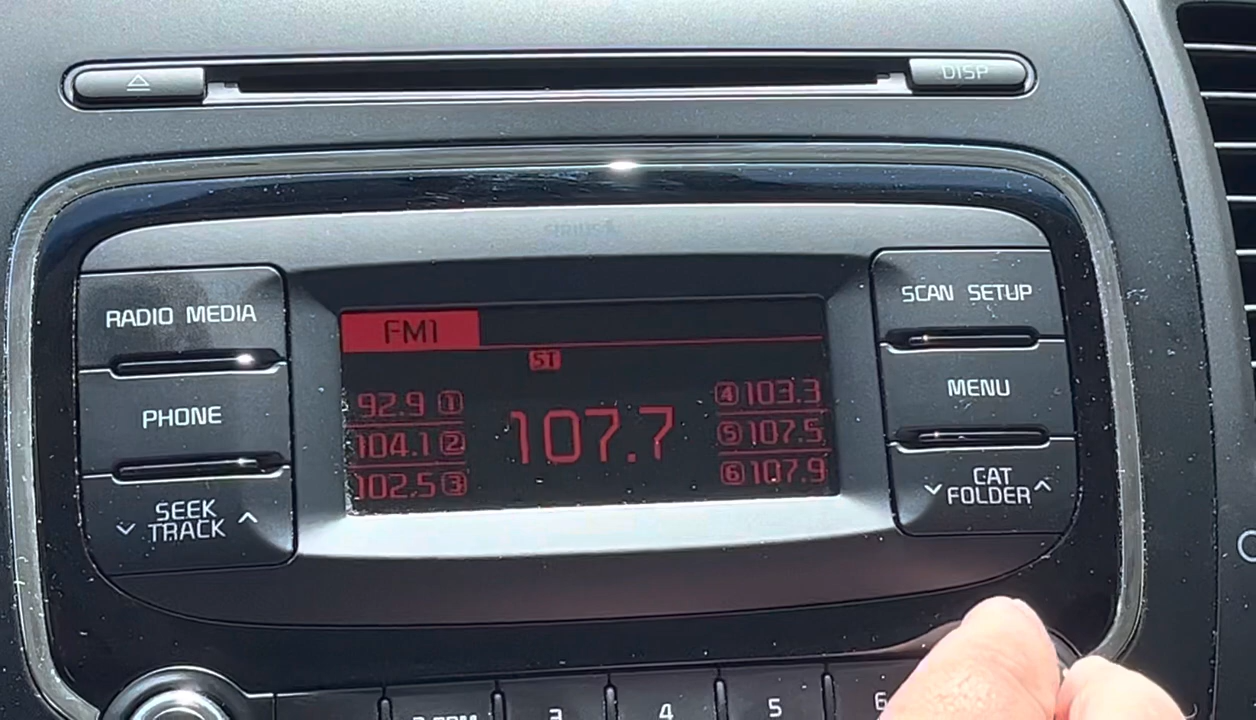 DISP
SIRIUS
RADIO MEDIA
PHONE
SEEK
TRACK
FM1
ST
92.9 1
104.1 2
102.5 3
107.7
4 103.3
5 107.5
6 107.9
SCAN SETUP
MENU
CAT
FOLDER
3
4
5
6